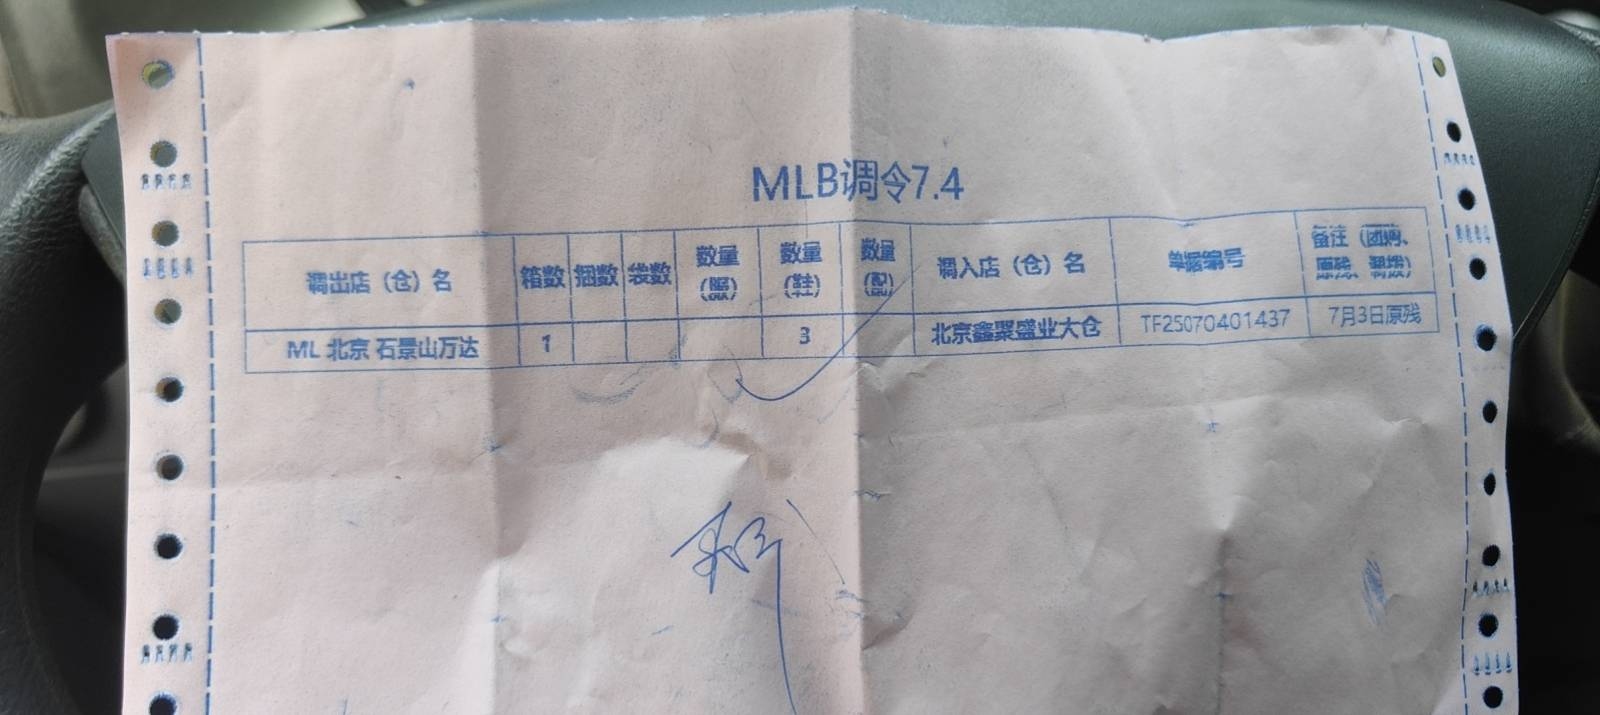 MLB调令7.4
调出店（仓）名 箱数 捆数 袋数 数量（服） 数量（鞋） 数量（配） 调入店（仓）名 单据编号 备注（团购、原残、调拨）
ML 北京 石景山万达 1 3 北京鑫聚盛业大仓 TF25070401437 7月3日原残